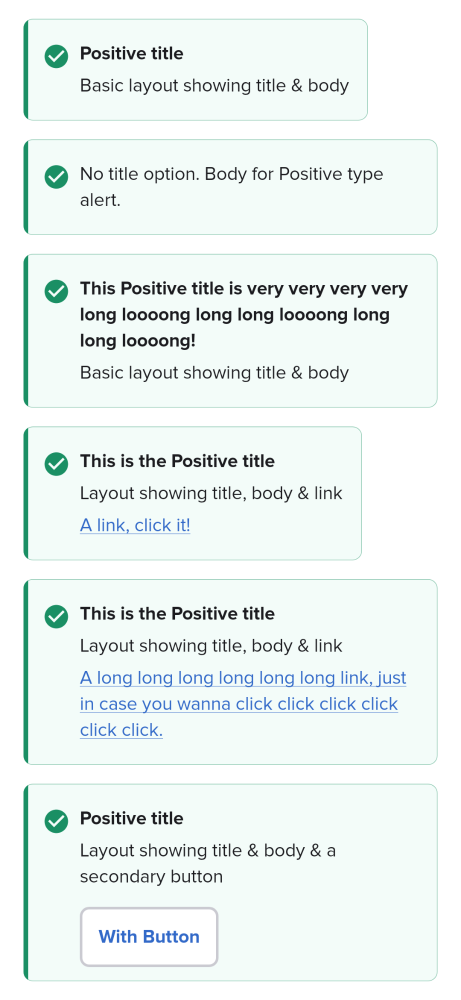 Positive title
Basic layout showing title & body
No title option. Body for Positive type
alert.
This Positive title is very very very very
long loooong long long loooong long
long loooong!
Basic layout showing title & body
This is the Positive title
Layout showing title, body & link
A link, click it!
This is the Positive title
Layout showing title, body & link
A long long long long long long link, just
in case you wanna click click click click
click click.
Positive title
Layout showing title & body & a
secondary button
With Button